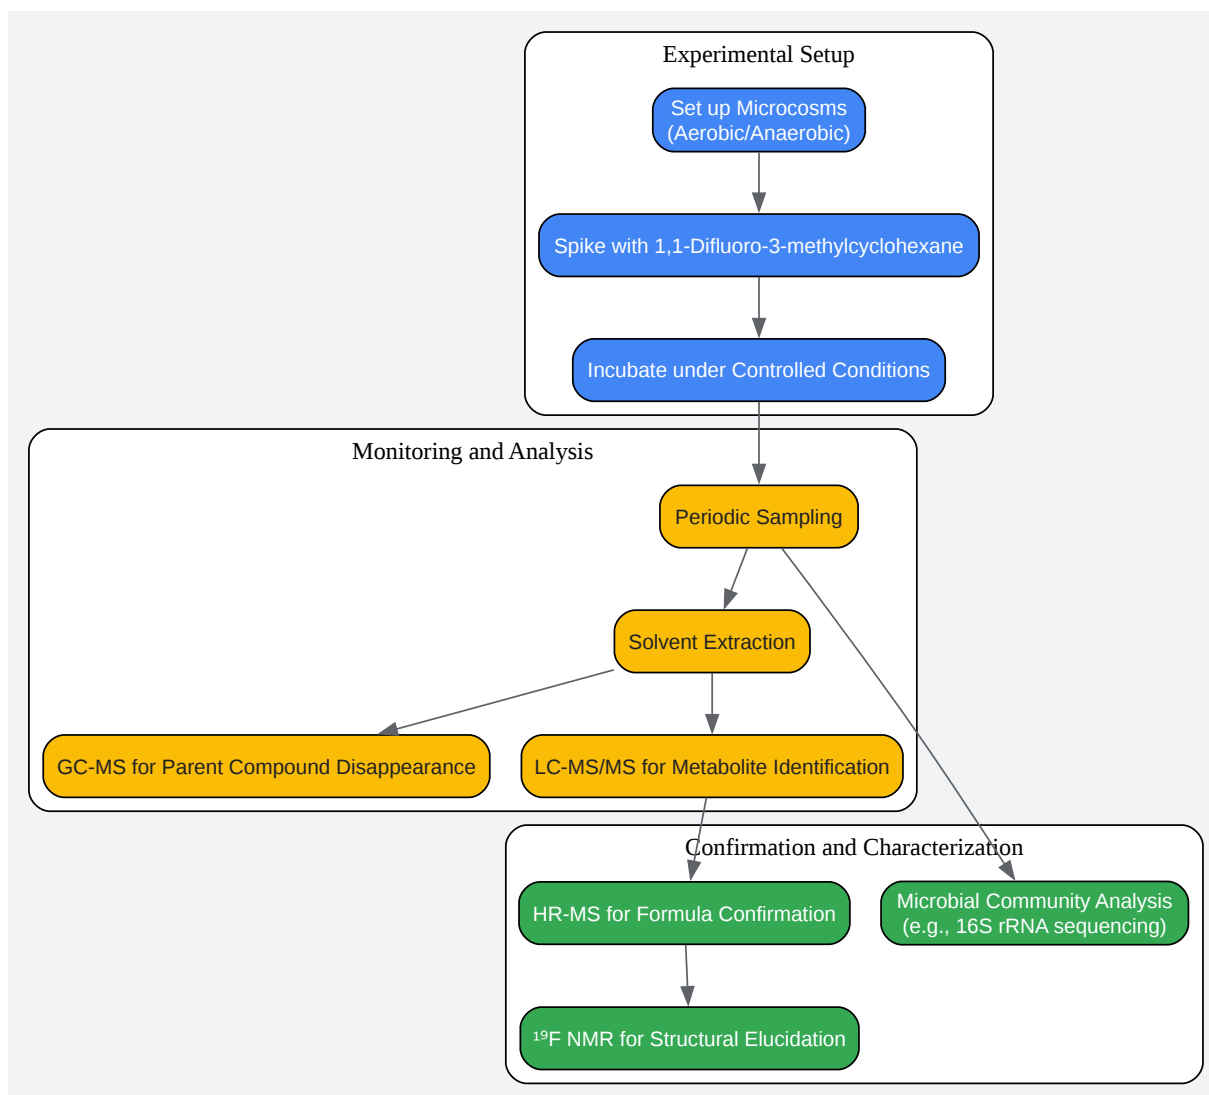 Experimental Setup
Set up Microcosms
(Aerobic/Anaerobic)
Spike with 1,1-Difluoro-3-methylcyclohexane
Incubate under Controlled Conditions
Monitoring and Analysis
Periodic Sampling
Solvent Extraction
GC-MS for Parent Compound Disappearance
LC-MS/MS for Metabolite Identification
Confirmation and Characterization
HR-MS for Formula Confirmation
Microbial Community Analysis
(e.g., 16S rRNA sequencing)
¹⁹F NMR for Structural Elucidation